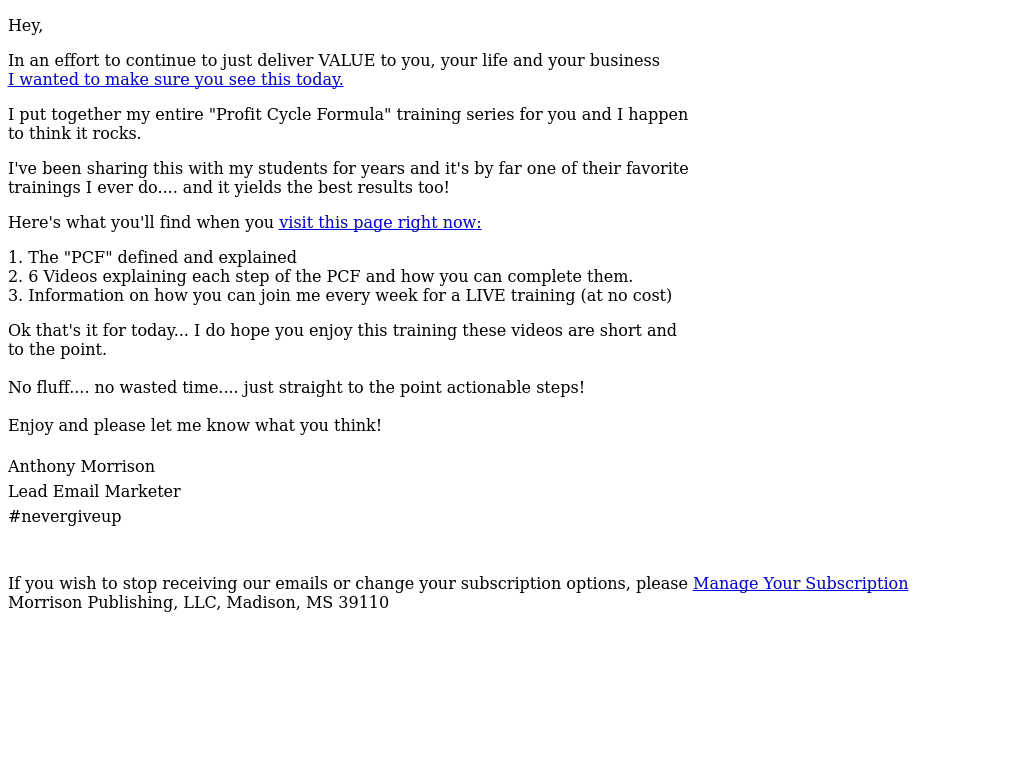 Hey,
In an effort to continue to just deliver VALUE to you, your life and your business
I wanted to make sure you see this today.
I put together my entire "Profit Cycle Formula" training series for you and I happen
to think it rocks.
I've been sharing this with my students for years and it's by far one of their favorite
trainings I ever do.... and it yields the best results too!
Here's what you'll find when you visit this page right now:
1. The "PCF" defined and explained
2. 6 Videos explaining each step of the PCF and how you can complete them.
3. Information on how you can join me every week for a LIVE training (at no cost)
Ok that's it for today... I do hope you enjoy this training these videos are short and
to the point.
No fluff.... no wasted time.... just straight to the point actionable steps!
Enjoy and please let me know what you think!
Anthony Morrison
Lead Email Marketer
#nevergiveup
If you wish to stop receiving our emails or change your subscription options, please Manage Your Subscription
Morrison Publishing, LLC, Madison, MS 39110